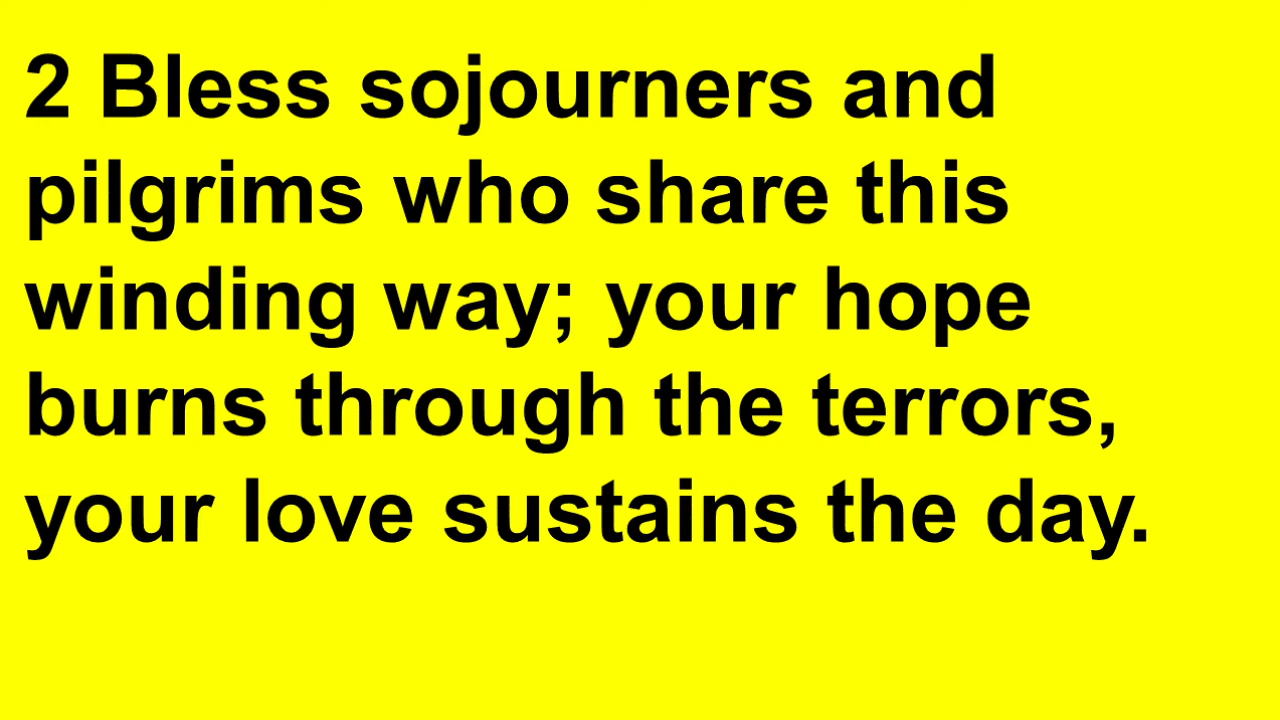 2 Bless sojourners and
pilgrims who share this
winding way; your hope
burns through the terrors,
your love sustains the day.